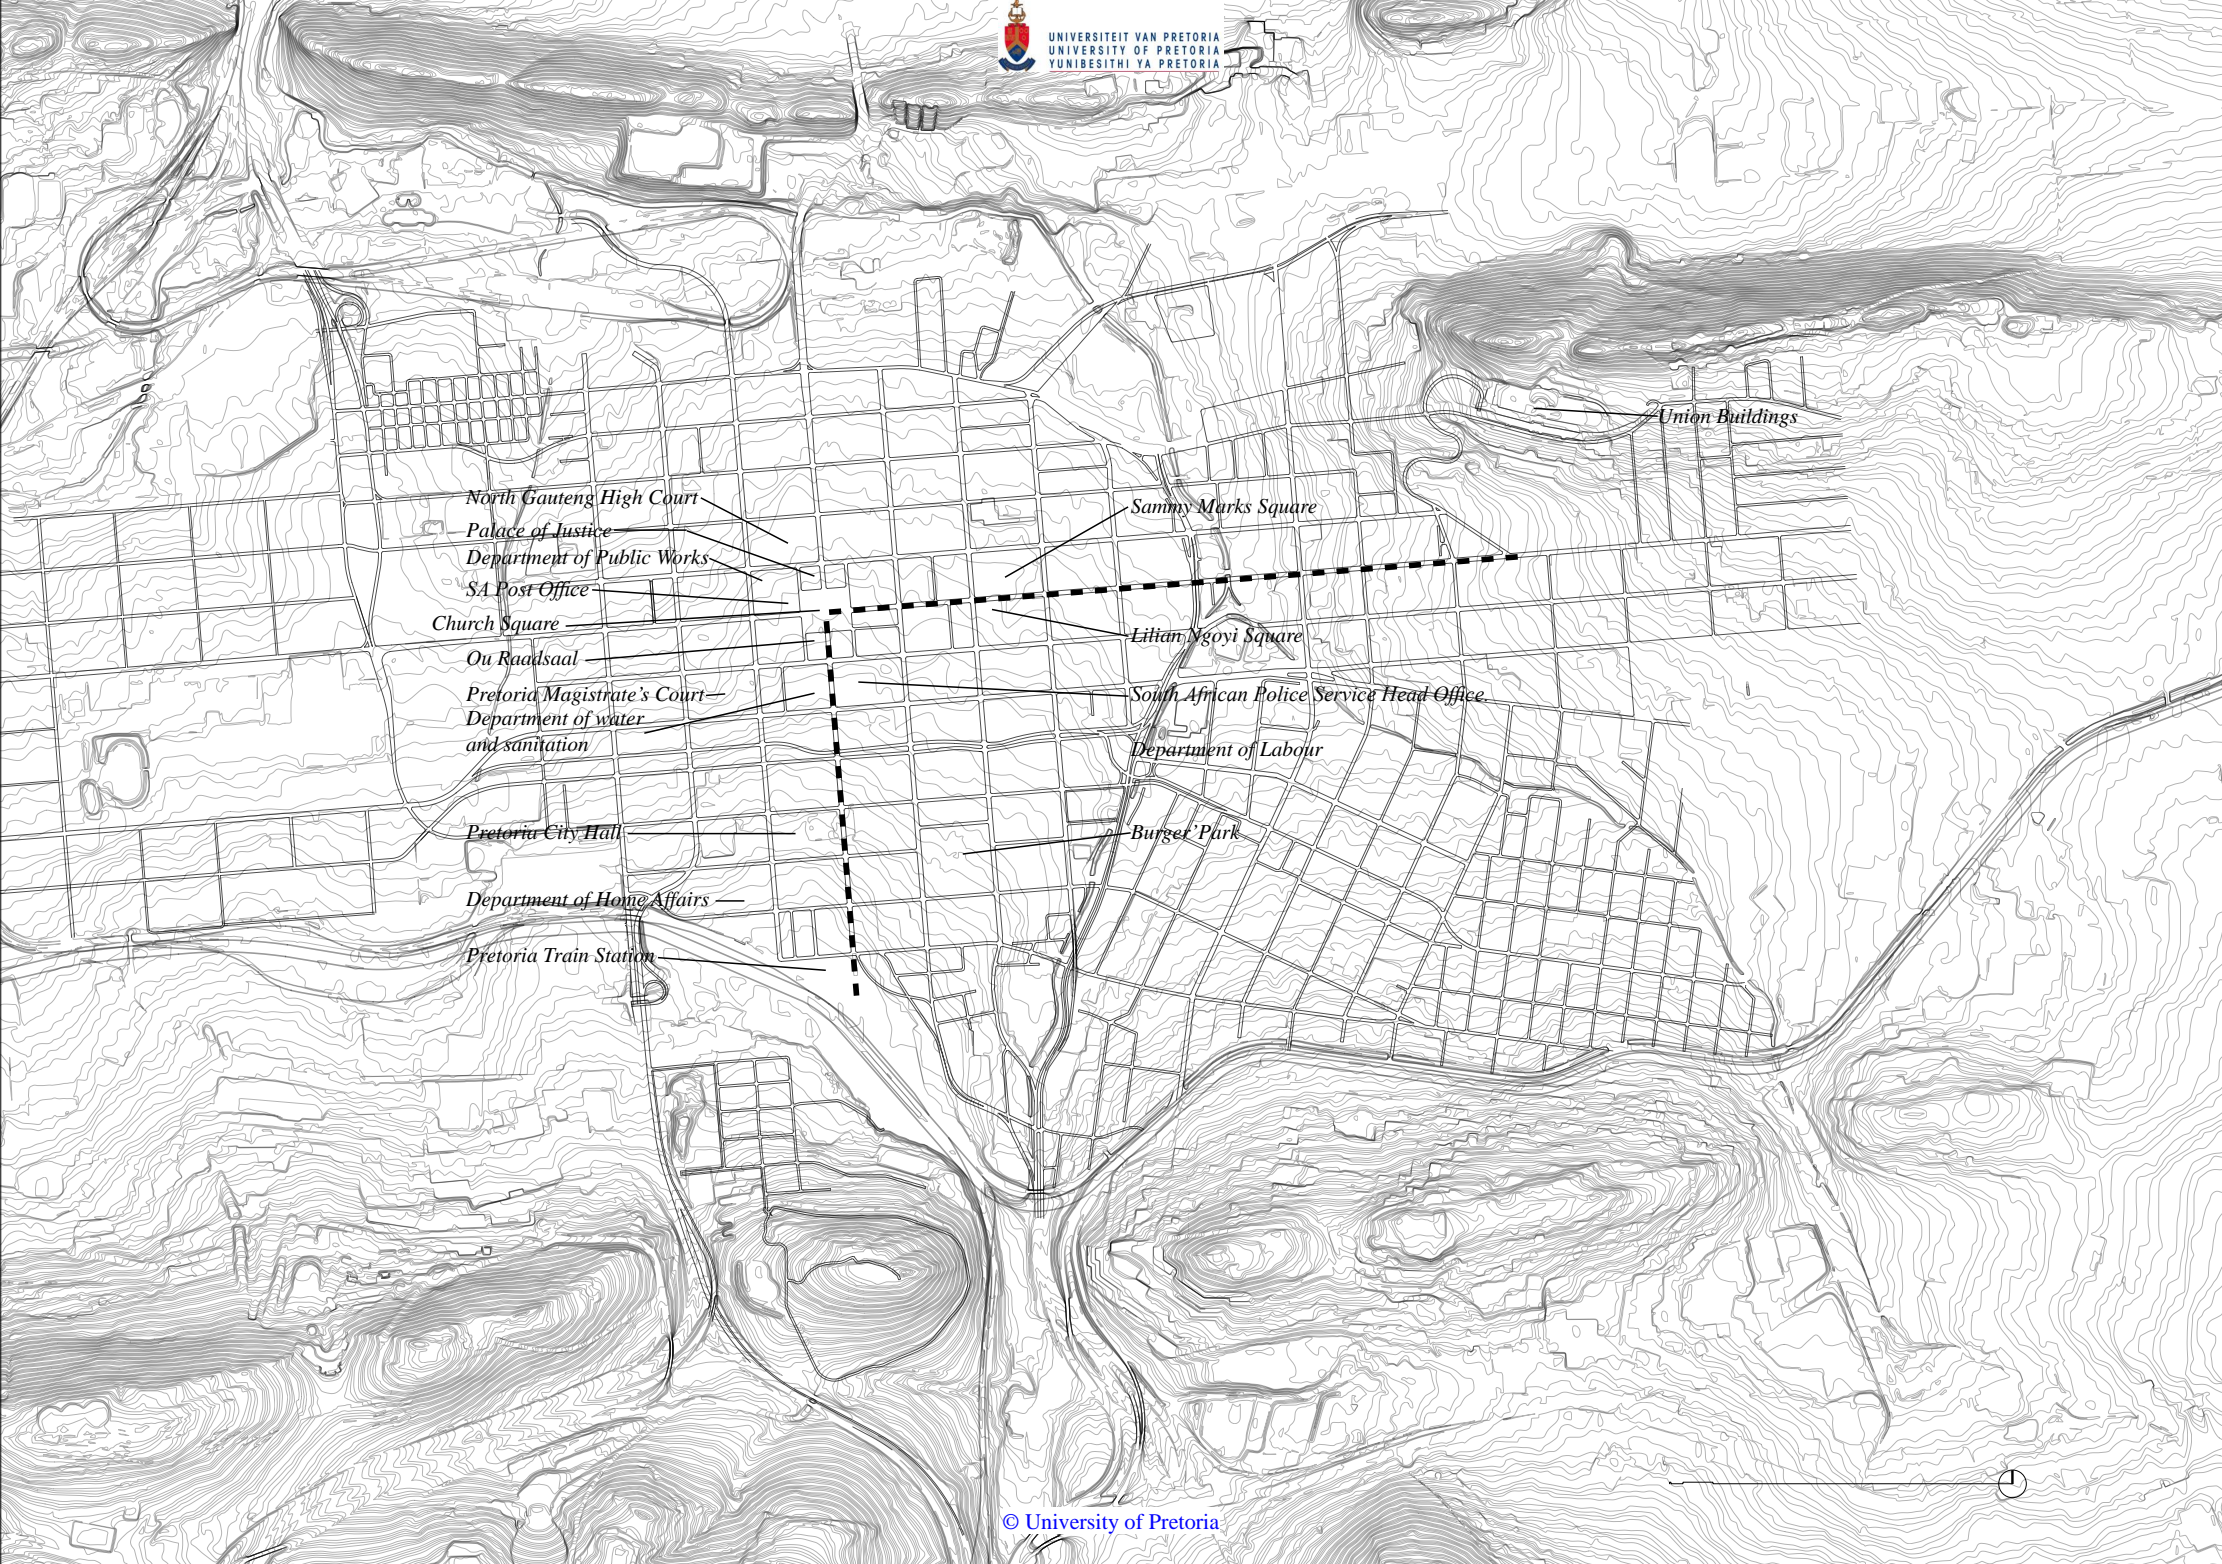 UNIVERSITEIT VAN PRETORIA
UNIVERSITY OF PRETORIA
YUNIBESITHI YA PRETORIA
Union Buildings
North Gauteng High Court
Palace of Justice
Department of Public Works
SA Post Office
Church Square
Ou Raadsaal
Pretoria Magistrate's Court
Department of water
and sanitation
Pretoria City Hall
Department of Home Affairs
Pretoria Train Station
Sammy Marks Square
Lilian Ngoyi Square
South African Police Service Head Office.
Department of Labour
Burger'Park
© University of Pretoria